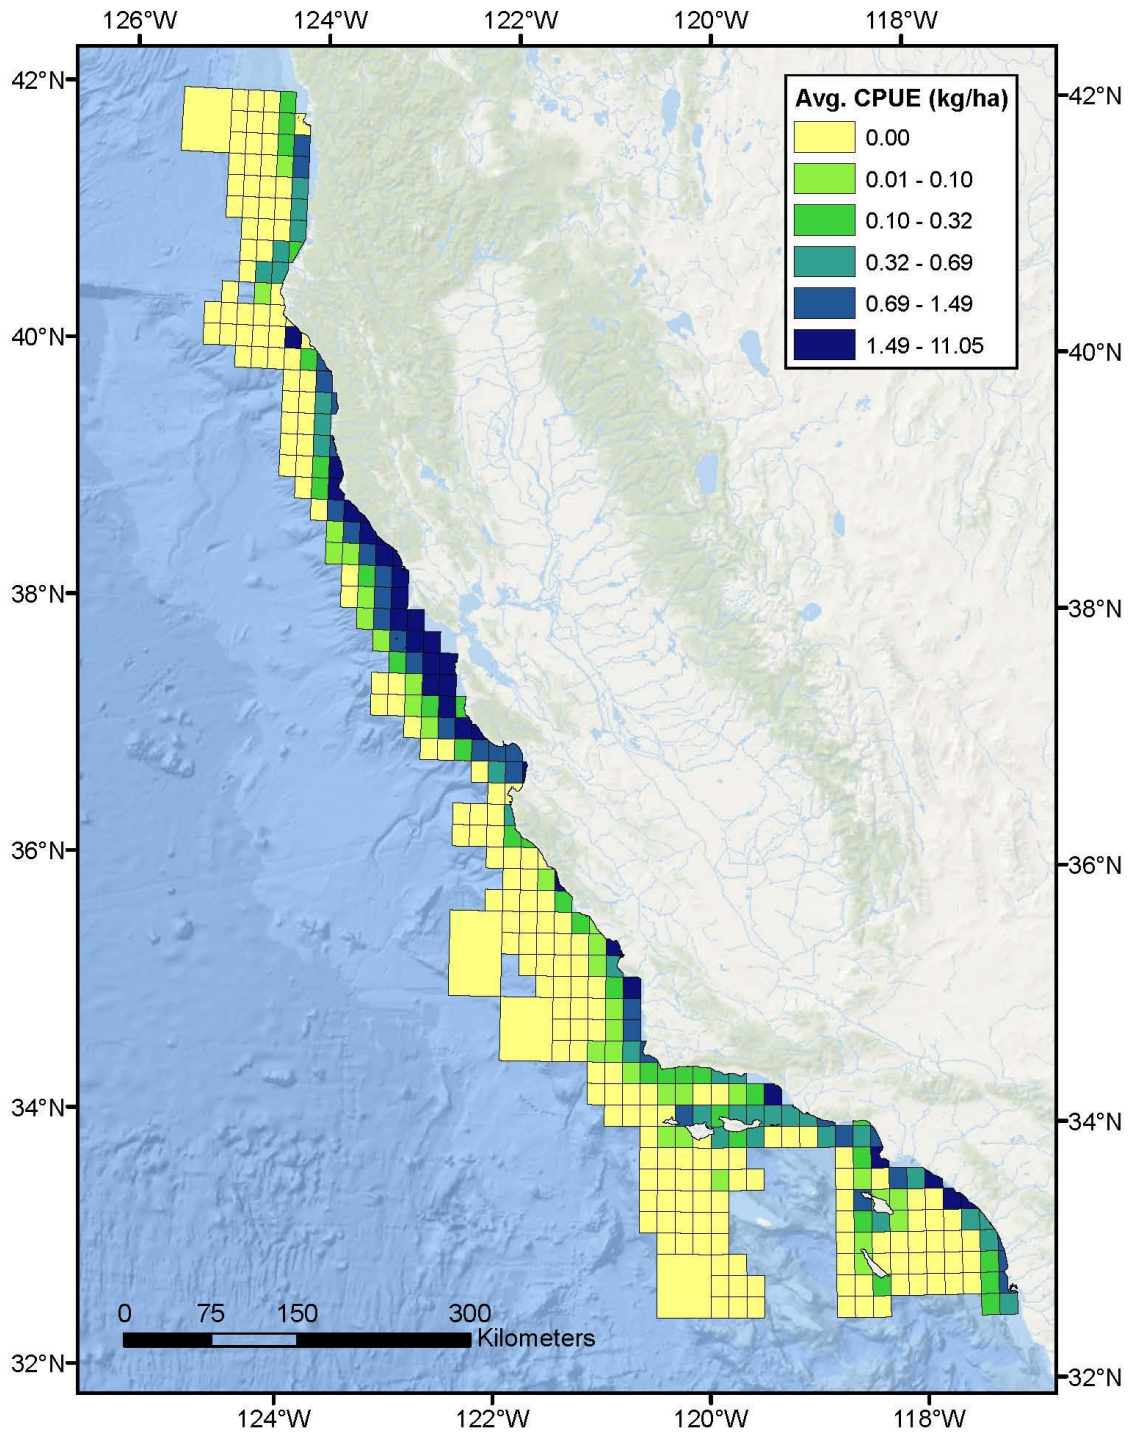 126°W 124°W 122°W 120°W 118°W
42°N
42°N
Avg. CPUE (kg/ha)
0.00
0.01 - 0.10
0.10 - 0.32
0.32 - 0.69
0.69 - 1.49
1.49 - 11.05
40°N
40°N
38°N
38°N
36°N
36°N
34°N
34°N
0 75 150 300
Kilometers
32°N
32°N
124°W 122°W 120°W 118°W